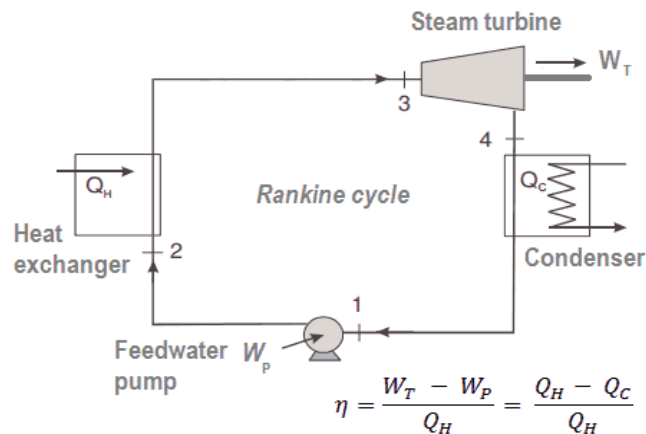 Steam turbine
W_T
3
4
Q_H
Q_C
Rankine cycle
Heat
exchanger
2
Condenser
1
Feedwater
pump
W_P
η = (W_T − W_P) / Q_H = (Q_H − Q_C) / Q_H